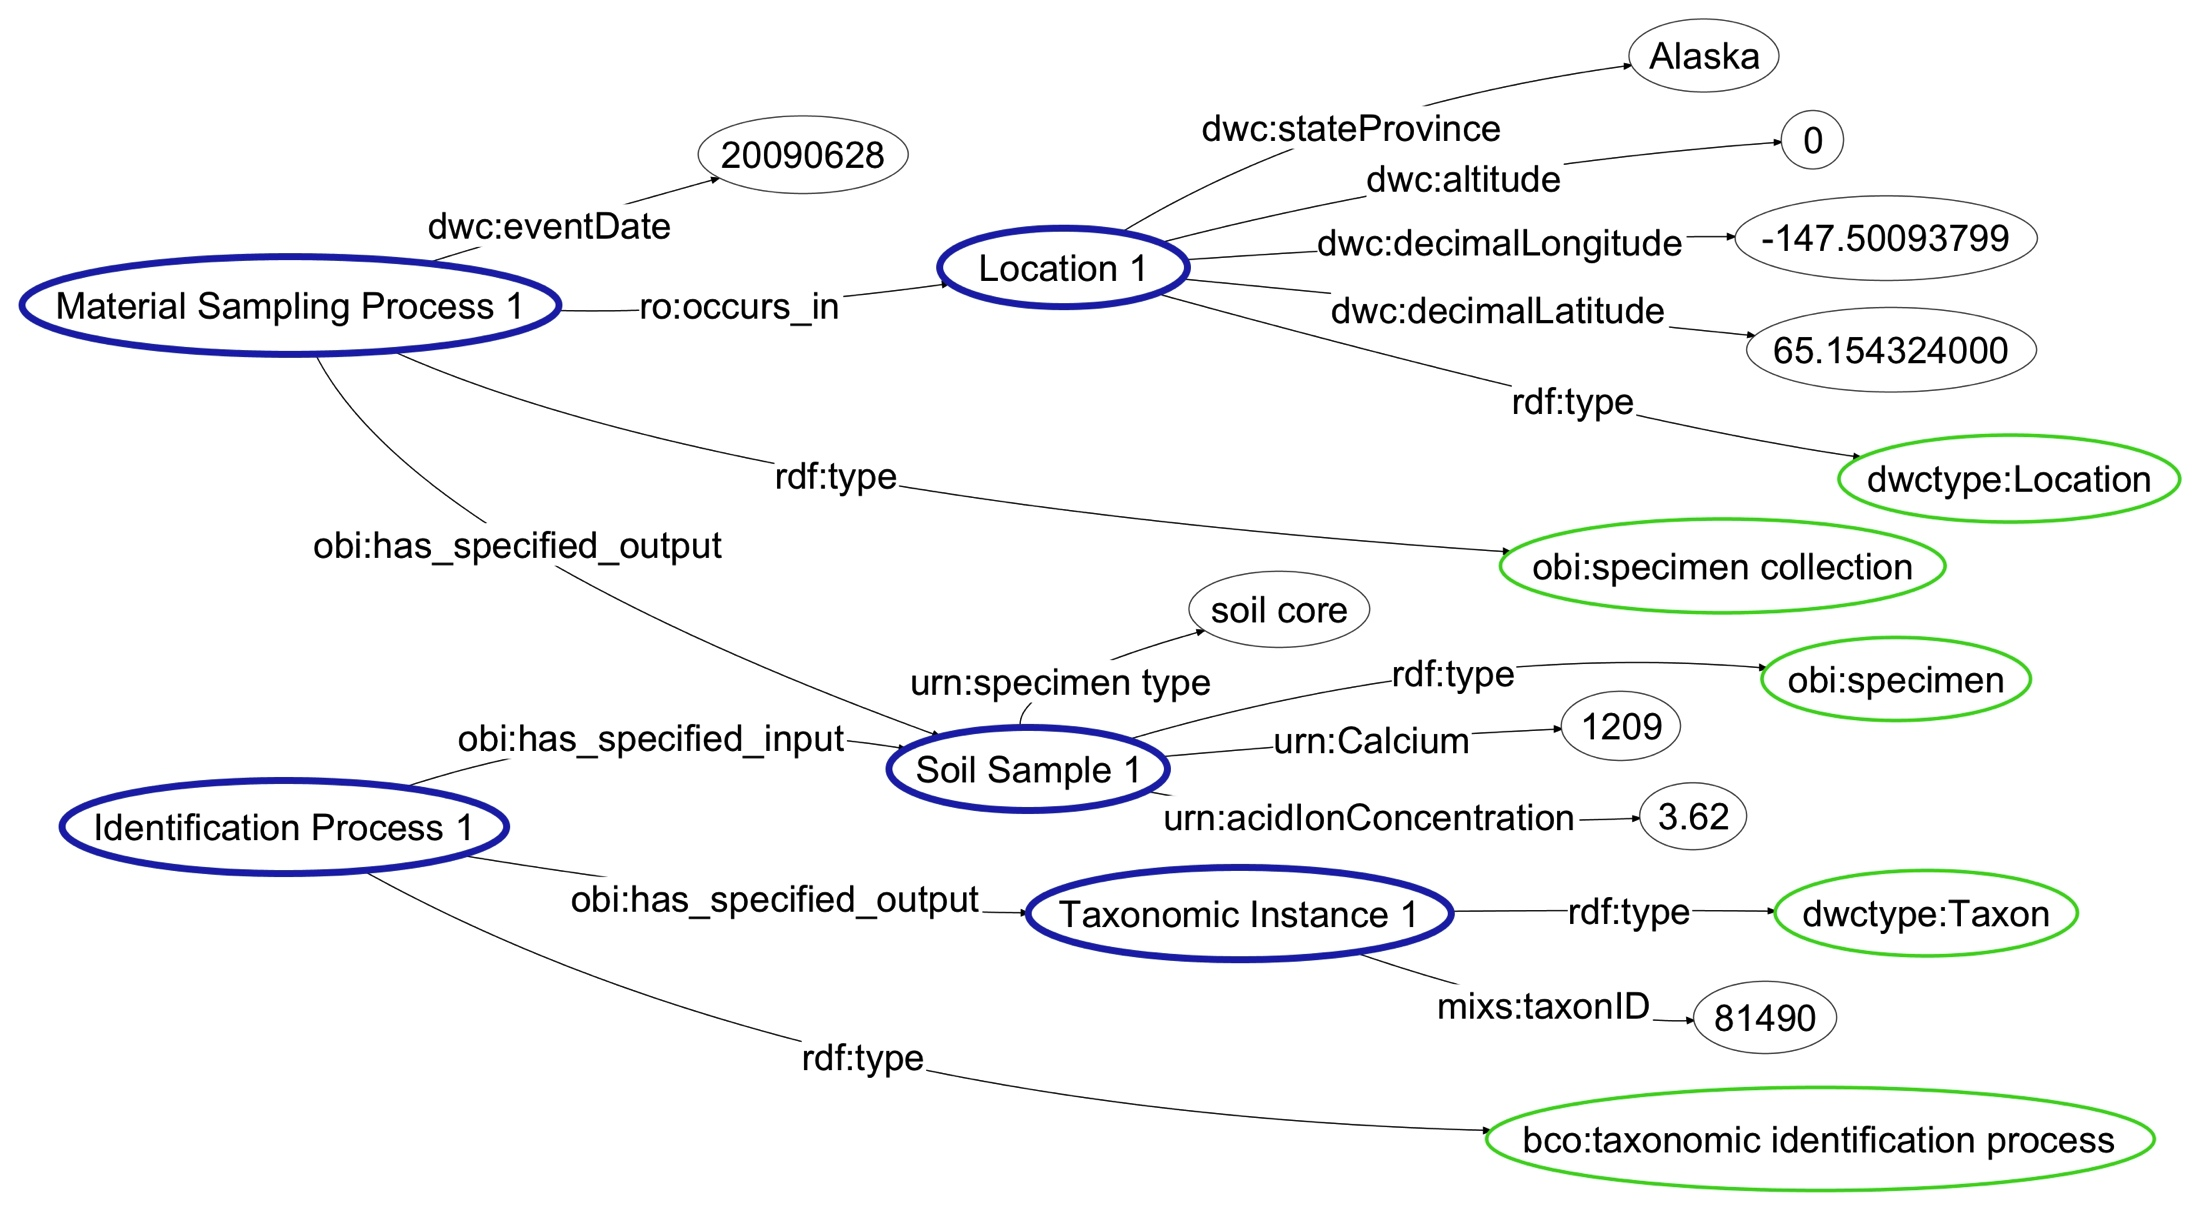 Alaska
dwc:stateProvince
0
20090628
dwc:altitude
dwc:eventDate
dwc:decimalLongitude
-147.50093799
Location 1
Material Sampling Process 1
ro:occurs_in
dwc:decimalLatitude
65.154324000
rdf:type
dwctype:Location
rdf:type
obi:has_specified_output
obi:specimen collection
soil core
urn:specimen type
rdf:type
obi:specimen
obi:has_specified_input
urn:Calcium
1209
Soil Sample 1
urn:acidIonConcentration
3.62
Identification Process 1
obi:has_specified_output
Taxonomic Instance 1
rdf:type
dwctype:Taxon
mixs:taxonID
81490
rdf:type
bco:taxonomic identification process